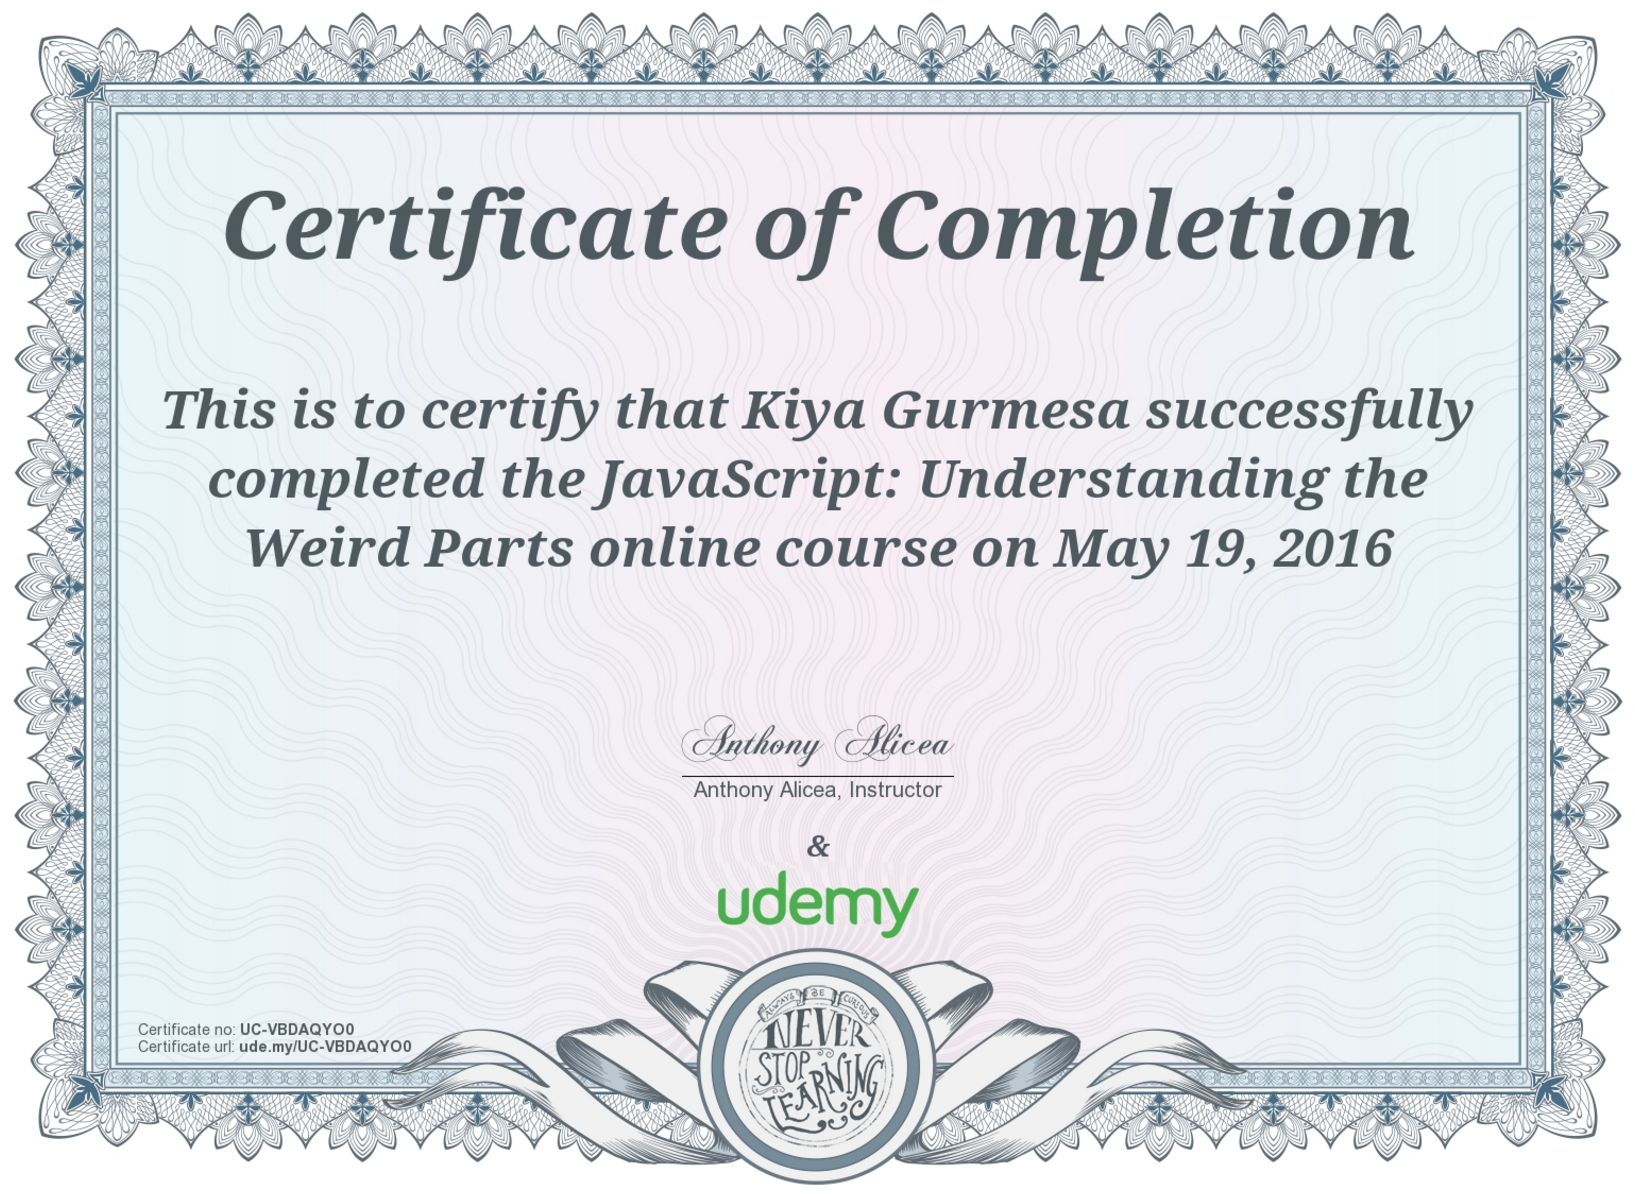 Certificate of Completion
This is to certify that Kiya Gurmesa successfully
completed the JavaScript: Understanding the
Weird Parts online course on May 19, 2016
Anthony Alicea
Anthony Alicea, Instructor
&
udemy
Certificate no: UC-VBDAQYO0
Certificate url: ude.my/UC-VBDAQYO0
ALWAYS BE CURIOUS
NEVER
STOP
LEARNING